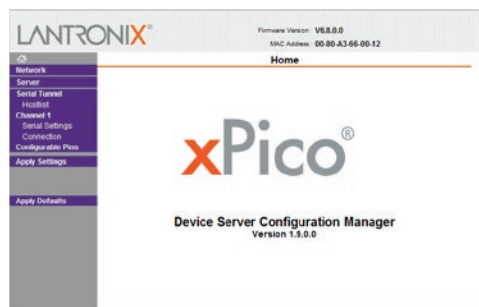 LANTRONIX®
Firmware Version: V6.8.0.0
MAC Address: 00-80-A3-66-00-12
Home
Network
Server
Serial Tunnel
Hostlist
Channel 1
Serial Settings
Connection
Configurable Pins
Apply Settings
Apply Defaults
xPico®
Device Server Configuration Manager
Version 1.9.0.0